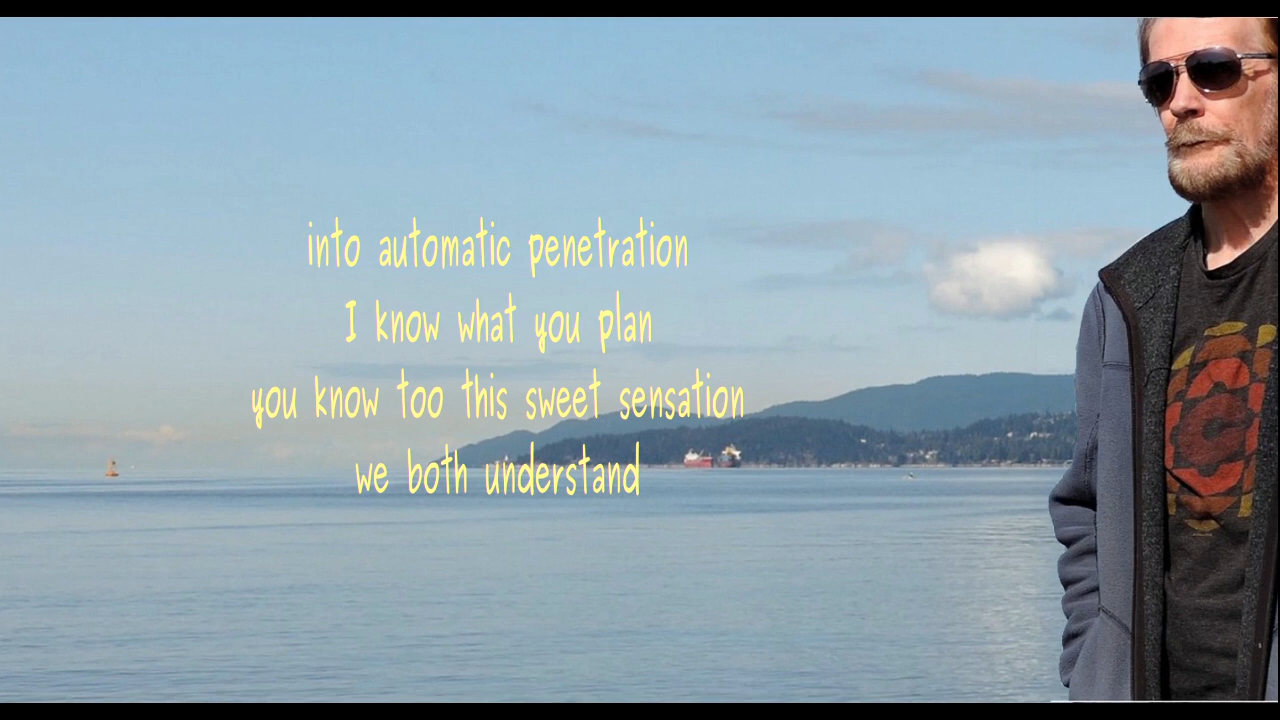 into automatic penetration
I know what you plan
you know too this sweet sensation
we both understand